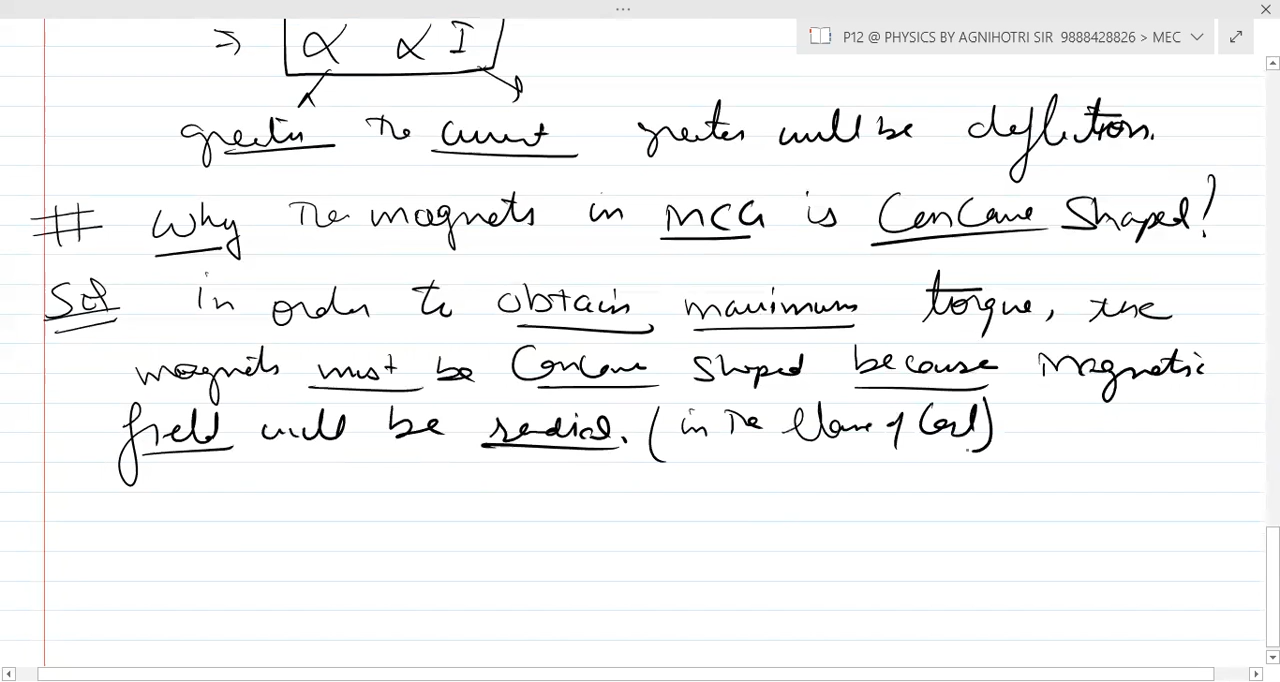 P12 @ PHYSICS BY AGNIHOTRI SIR 9888428826 > MEC
⇒ α α I
greater the current greater will be deflection.
# Why the magnets in MCG is Concave Shaped?
Sol in order to obtain maximum torque, the
magnets must be Concave shaped because magnetic
field will be radial. (in the plane of Coil)